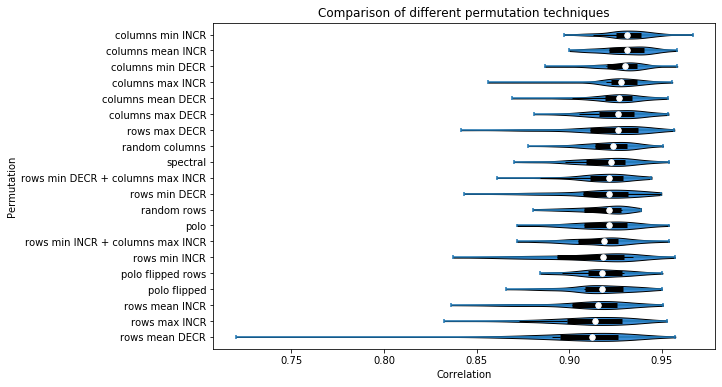 Comparison of different permutation techniques
Permutation
columns min INCR
columns mean INCR
columns min DECR
columns max INCR
columns mean DECR
columns max DECR
rows max DECR
random columns
spectral
rows min DECR + columns max INCR
rows min DECR
random rows
polo
rows min INCR + columns max INCR
rows min INCR
polo flipped rows
polo flipped
rows mean INCR
rows max INCR
rows mean DECR
0.75 0.80 0.85 0.90 0.95
Correlation